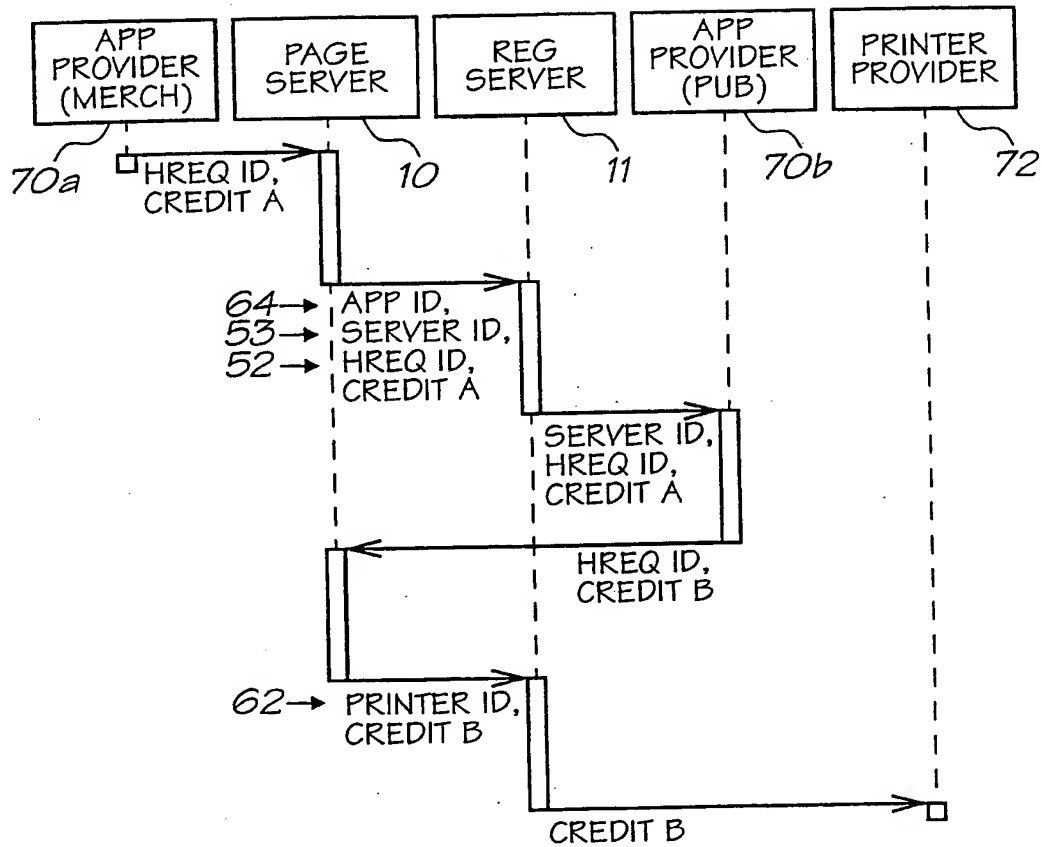 APP
PROVIDER
(MERCH)
PAGE
SERVER
REG
SERVER
APP
PROVIDER
(PUB)
PRINTER
PROVIDER
70a
10
11
70b
72
HREQ ID,
CREDIT A
64
APP ID,
53
SERVER ID,
52
HREQ ID,
CREDIT A
SERVER ID,
HREQ ID,
CREDIT A
HREQ ID,
CREDIT B
62
PRINTER ID,
CREDIT B
CREDIT B